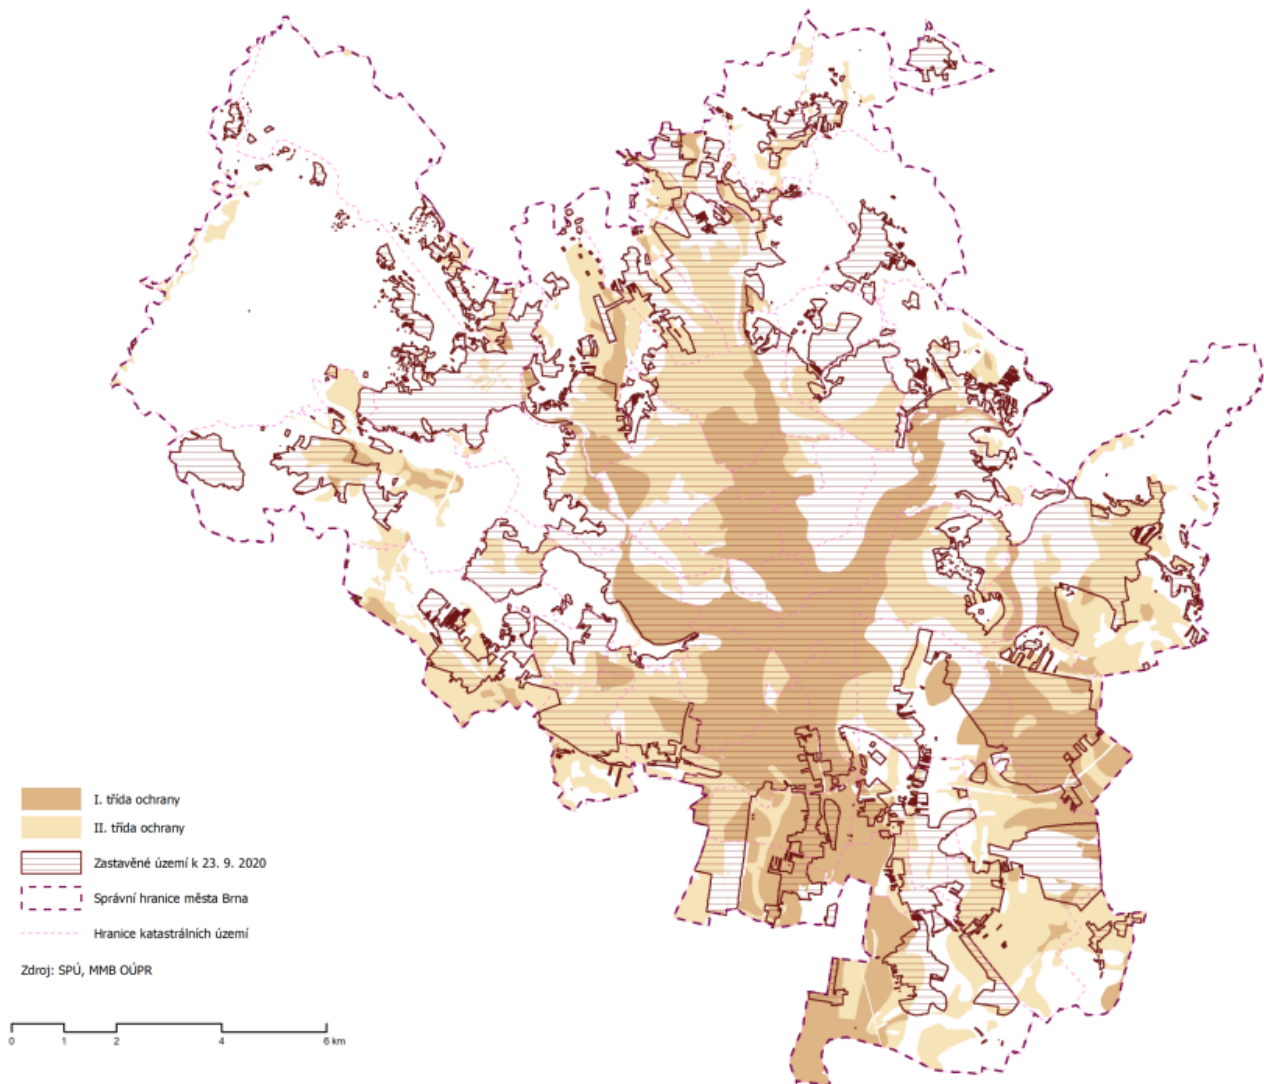 I. třída ochrany
II. třída ochrany
Zastavěné území k 23. 9. 2020
Správní hranice města Brna
Hranice katastrálních území
Zdroj: SPÚ, MMB OÚPR
0 1 2 4 6 km